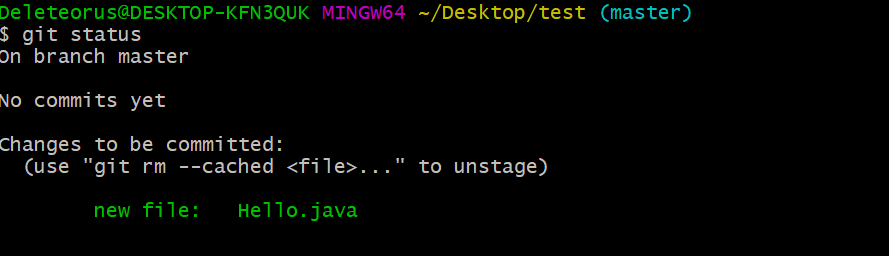 Deleteorus@DESKTOP-KFN3QUK MINGW64 ~/Desktop/test (master)
$ git status
On branch master
No commits yet
Changes to be committed:
  (use "git rm --cached <file>..." to unstage)
        new file:   Hello.java